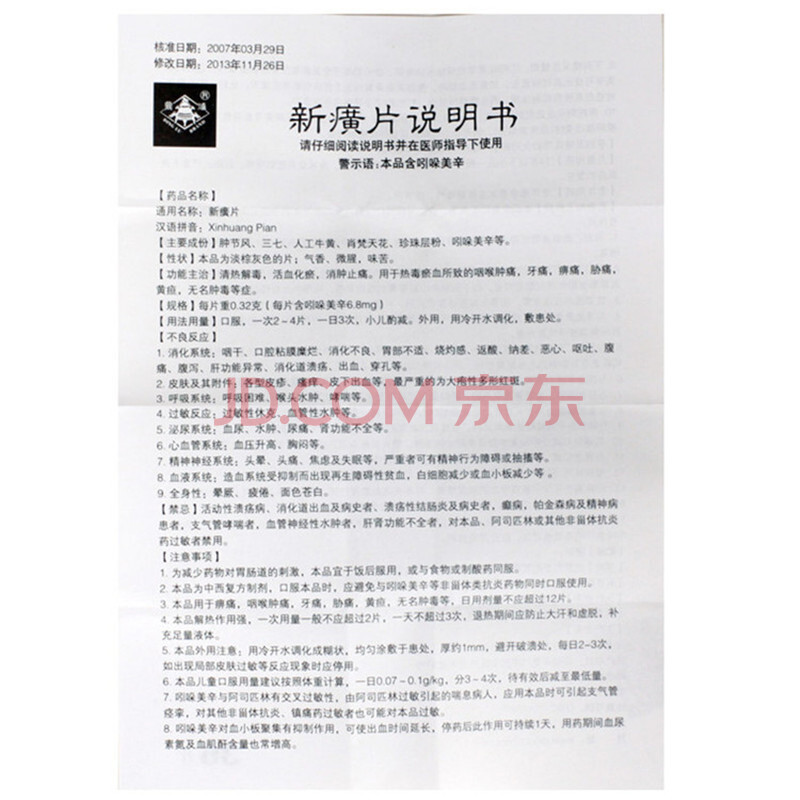 核准日期：2007年03月29日
修改日期：2013年11月26日
新癀片说明书
请仔细阅读说明书并在医师指导下使用
警示语：本品含吲哚美辛
【药品名称】
通用名称：新癀片
汉语拼音：Xinhuang Pian
【主要成份】肿节风、三七、人工牛黄、肖梵天花、珍珠层粉、吲哚美辛等。
【性状】本品为淡棕灰色的片；气香、微腥，味苦。
【功能主治】清热解毒，活血化瘀，消肿止痛。用于热毒瘀血所致的咽喉肿痛，牙痛，痹痛，胁痛，
黄疸，无名肿毒等症。
【规格】每片重0.32克（每片含吲哚美辛6.8mg）
【用法用量】口服，一次2~4片，一日3次，小儿酌减。外用，用冷开水调化，敷患处。
【不良反应】
1. 消化系统：咽干、口腔粘膜糜烂、消化不良、胃部不适、烧灼感、返酸、纳差、恶心、呕吐、腹
痛、腹泻、肝功能异常、消化道溃疡、出血、穿孔等。
2. 皮肤及其附件：各型皮疹、瘙痒、皮下出血等，最严重的为大疱性多形红斑。
3. 呼吸系统：呼吸困难、喉头水肿、哮喘等。
JD.COM 京东
4. 过敏反应：过敏性休克、血管性水肿等。
5. 泌尿系统：血尿、水肿、尿痛、肾功能不全等。
6. 心血管系统：血压升高、胸闷等。
7. 精神神经系统：头晕、头痛、焦虑及失眠等，严重者可有精神行为障碍或抽搐等。
8. 血液系统：造血系统受抑制而出现再生障碍性贫血，白细胞减少或血小板减少等 。
9. 全身性：晕厥、 疲倦、面色苍白。
【禁忌】活动性溃疡病、消化道出血及病史者、溃疡性结肠炎及病史者，癫痫，帕金森病及精神病
患者，支气管哮喘者，血管神经性水肿者，肝肾功能不全者，对本品、阿司匹林或其他非甾体抗炎
药过敏者禁用。
【注意事项】
1. 为减少药物对胃肠道的刺激，本品宜于饭后服用，或与食物或制酸药同服。
2. 本品为中西复方制剂，口服本品时，应避免与吲哚美辛等非甾体类抗炎药物同时口服使用。
3. 本品用于痹痛，咽喉肿痛，牙痛，胁痛，黄疸，无名肿毒等，日用剂量不应超过12片。
4. 本品解热作用强，一次用量一般不应超过2片，一天不超过3次，退热期间应防止大汗和虚脱，补
充足量液体。
5. 本品外用注意：用冷开水调化成糊状，均匀涂敷于患处，厚约1mm，避开破溃处，每日2~3次，
如出现局部皮肤过敏等反应现象时应停用。
6. 本品儿童口服用量建议按照体重计算，一日0.07~0.1g/kg，分3~4次，待有效后减至最低量。
7. 吲哚美辛与阿司匹林有交叉过敏性，由阿司匹林过敏引起的喘息病人，应用本品时可引起支气管
痉挛，对其他非甾体抗炎、镇痛药过敏者也可能对本品过敏。
8. 吲哚美辛对血小板聚集有抑制作用，可使出血时间延长，停药后此作用可持续1天，用药期间血尿
素氮及血肌酐含量也常增高。